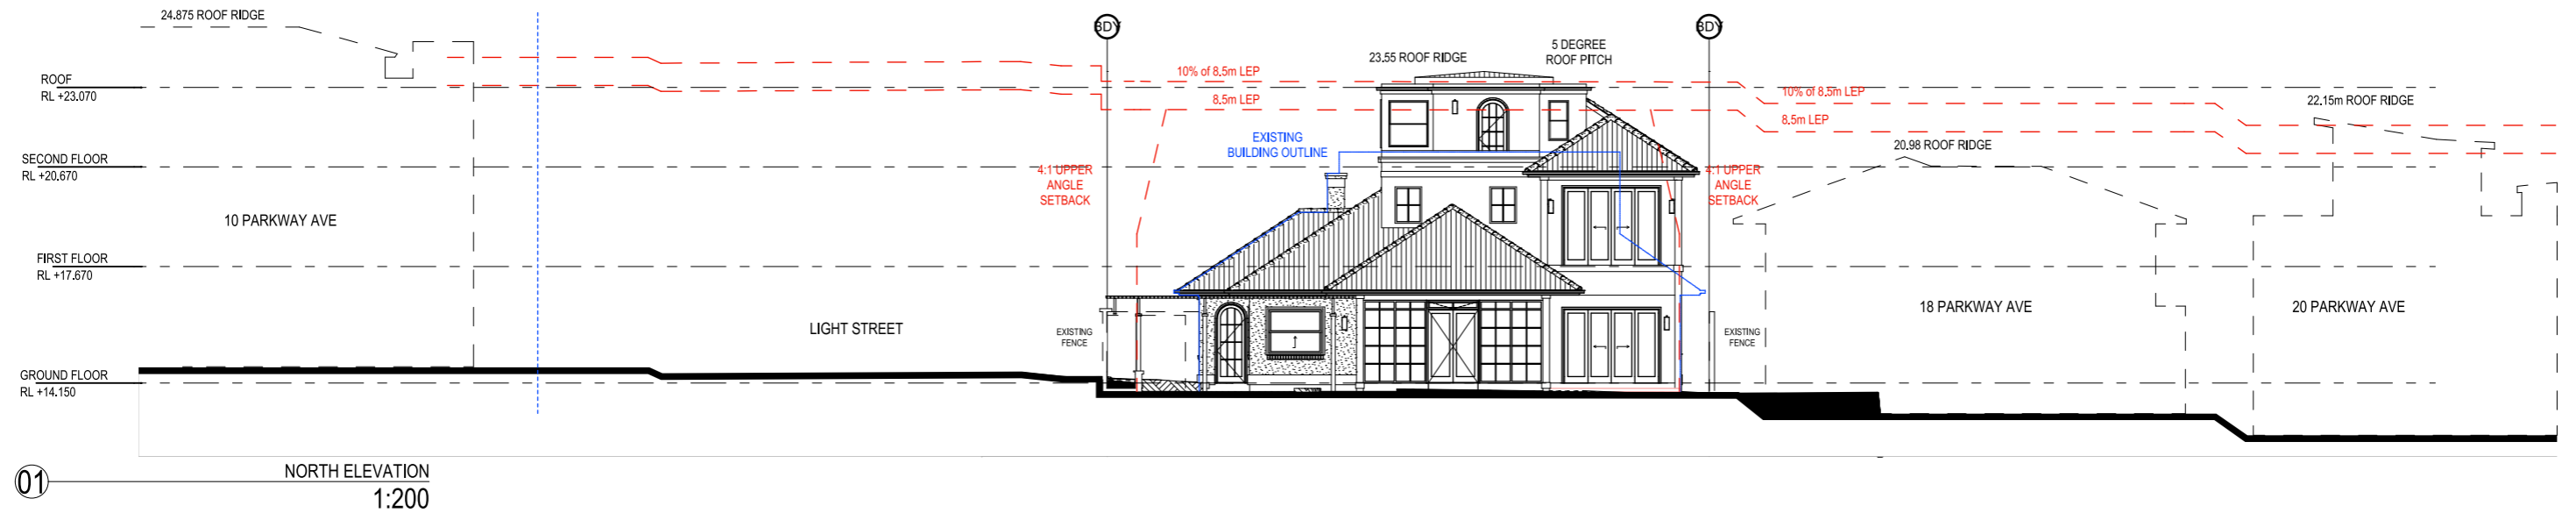 24.875 ROOF RIDGE
BDY
BDY
23.55 ROOF RIDGE
5 DEGREE
ROOF PITCH
10% of 8.5m LEP
8.5m LEP
10% of 8.5m LEP
8.5m LEP
22.15m ROOF RIDGE
ROOF
RL +23.070
EXISTING
BUILDING OUTLINE
20.98 ROOF RIDGE
SECOND FLOOR
RL +20.670
4:1 UPPER
ANGLE
SETBACK
4:1 UPPER
ANGLE
SETBACK
10 PARKWAY AVE
FIRST FLOOR
RL +17.670
LIGHT STREET
EXISTING
FENCE
EXISTING
FENCE
18 PARKWAY AVE
20 PARKWAY AVE
GROUND FLOOR
RL +14.150
01
NORTH ELEVATION
1:200